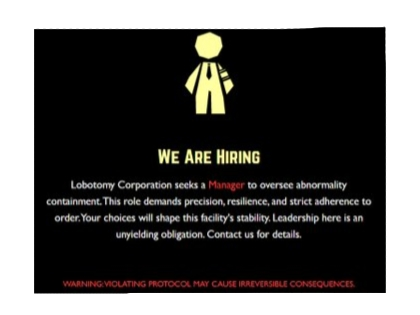 WE ARE HIRING
Lobotomy Corporation seeks a Manager to oversee abnormality
containment. This role demands precision, resilience, and strict adherence to
order. Your choices will shape this facility's stability. Leadership here is an
unyielding obligation. Contact us for details.
WARNING: VIOLATING PROTOCOL MAY CAUSE IRREVERSIBLE CONSEQUENCES.